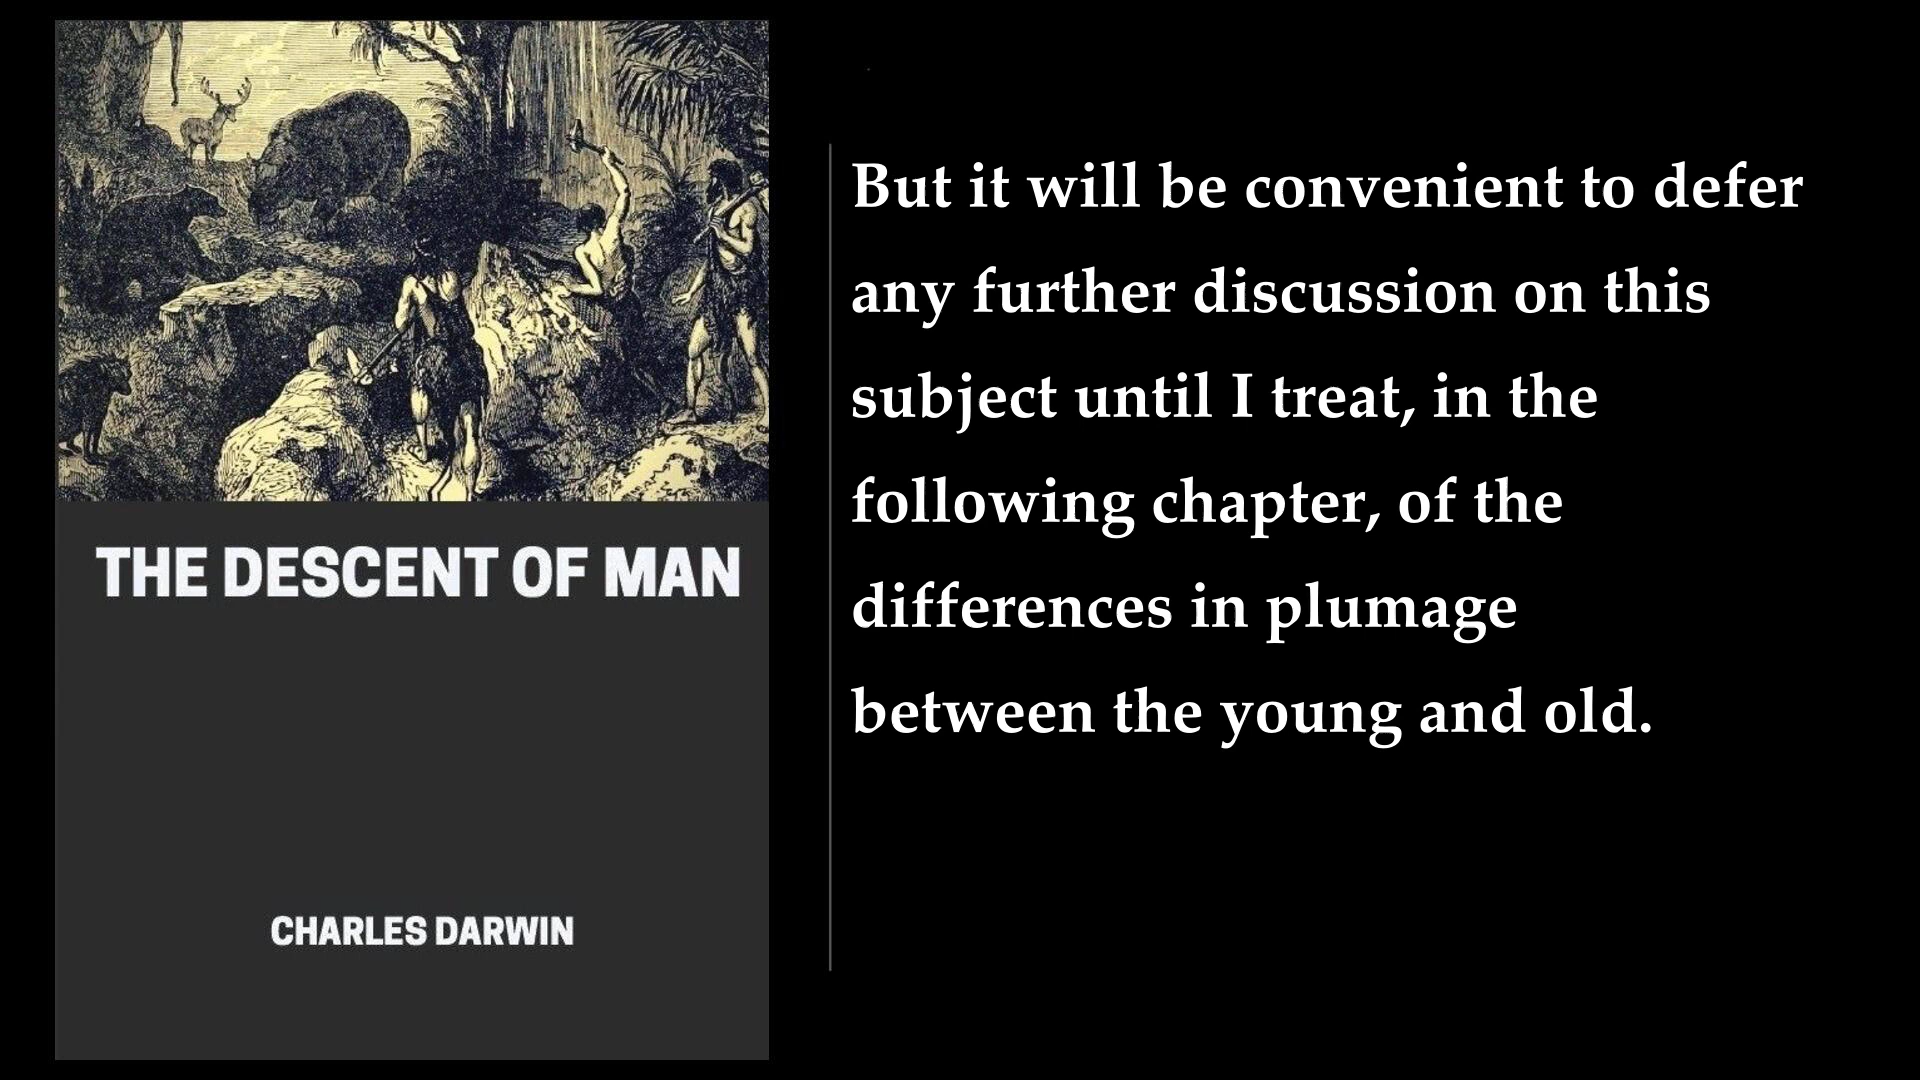 THE DESCENT OF MAN
CHARLES DARWIN
But it will be convenient to defer
any further discussion on this
subject until I treat, in the
following chapter, of the
differences in plumage
between the young and old.